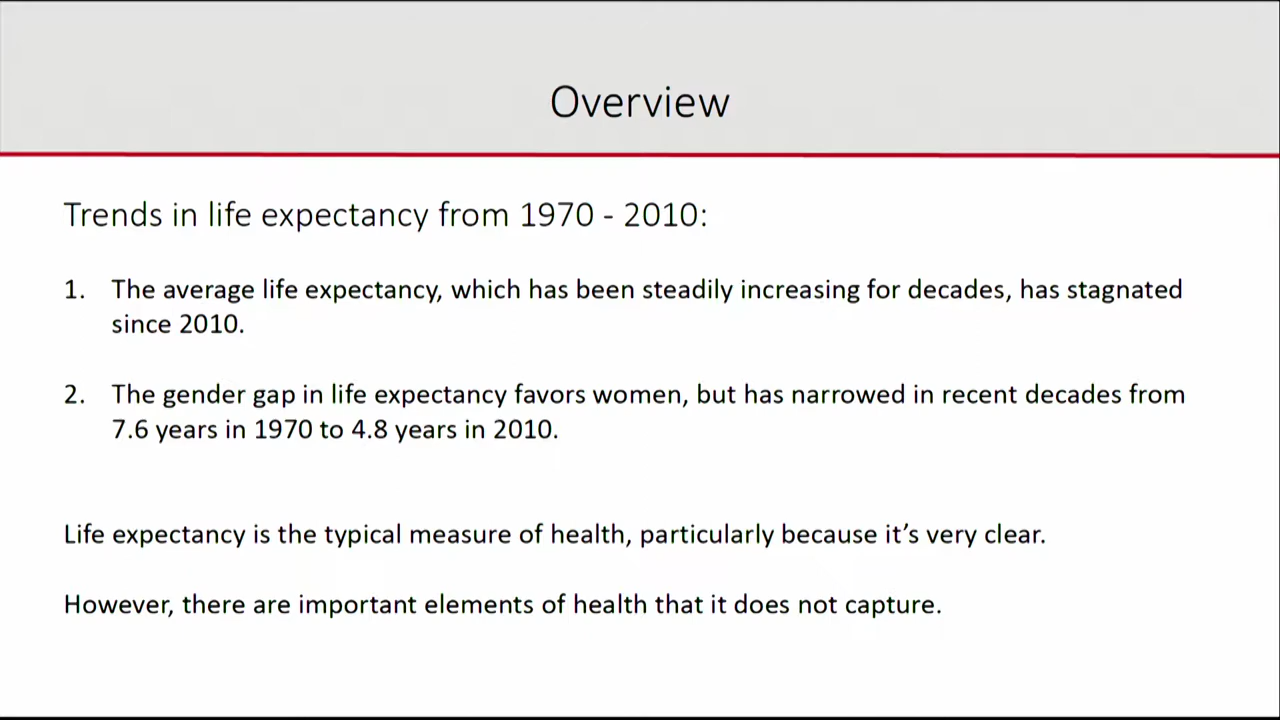 Overview
Trends in life expectancy from 1970 - 2010:
1. The average life expectancy, which has been steadily increasing for decades, has stagnated
since 2010.
2. The gender gap in life expectancy favors women, but has narrowed in recent decades from
7.6 years in 1970 to 4.8 years in 2010.
Life expectancy is the typical measure of health, particularly because it’s very clear.
However, there are important elements of health that it does not capture.